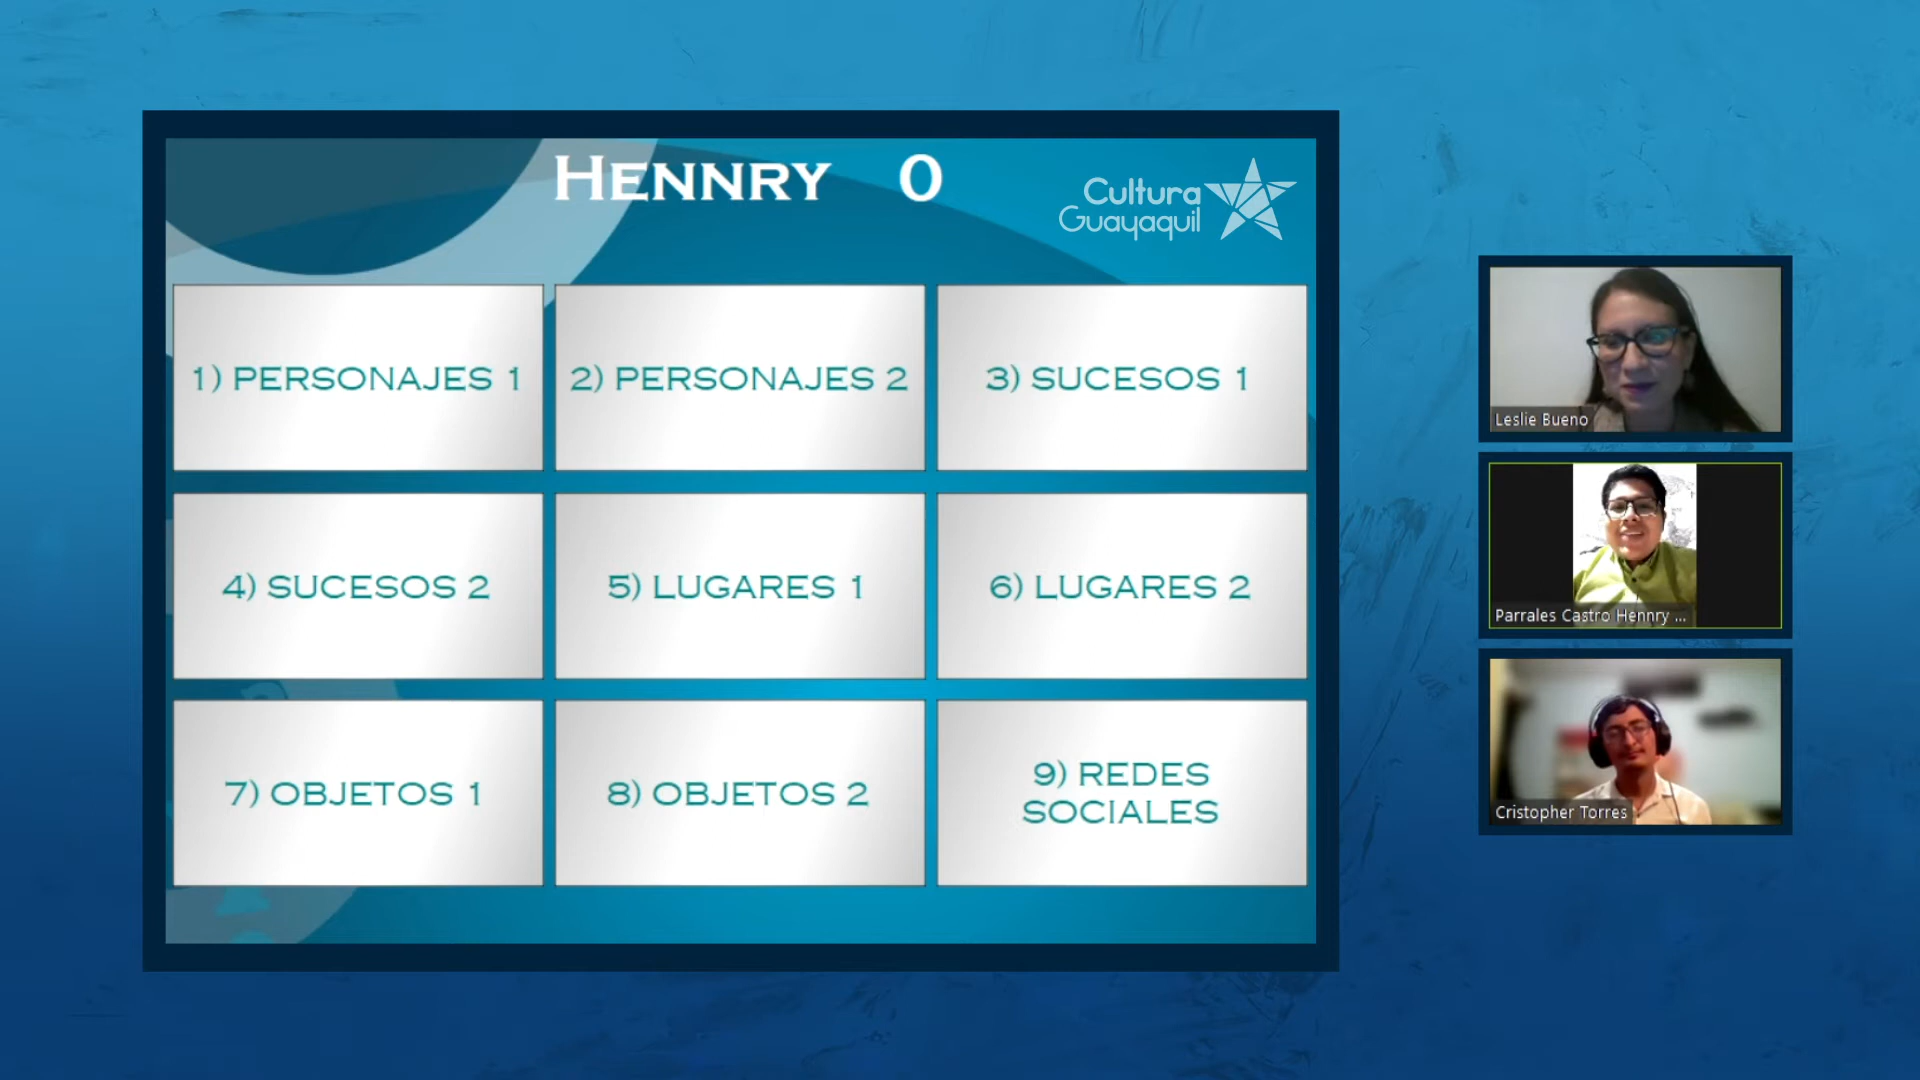 HENNRY 0
Cultura
Guayaquil
1) PERSONAJES 1
2) PERSONAJES 2
3) SUCESOS 1
4) SUCESOS 2
5) LUGARES 1
6) LUGARES 2
7) OBJETOS 1
8) OBJETOS 2
9) REDES
SOCIALES
Leslie Bueno
Parrales Castro Hennry ...
Cristopher Torres